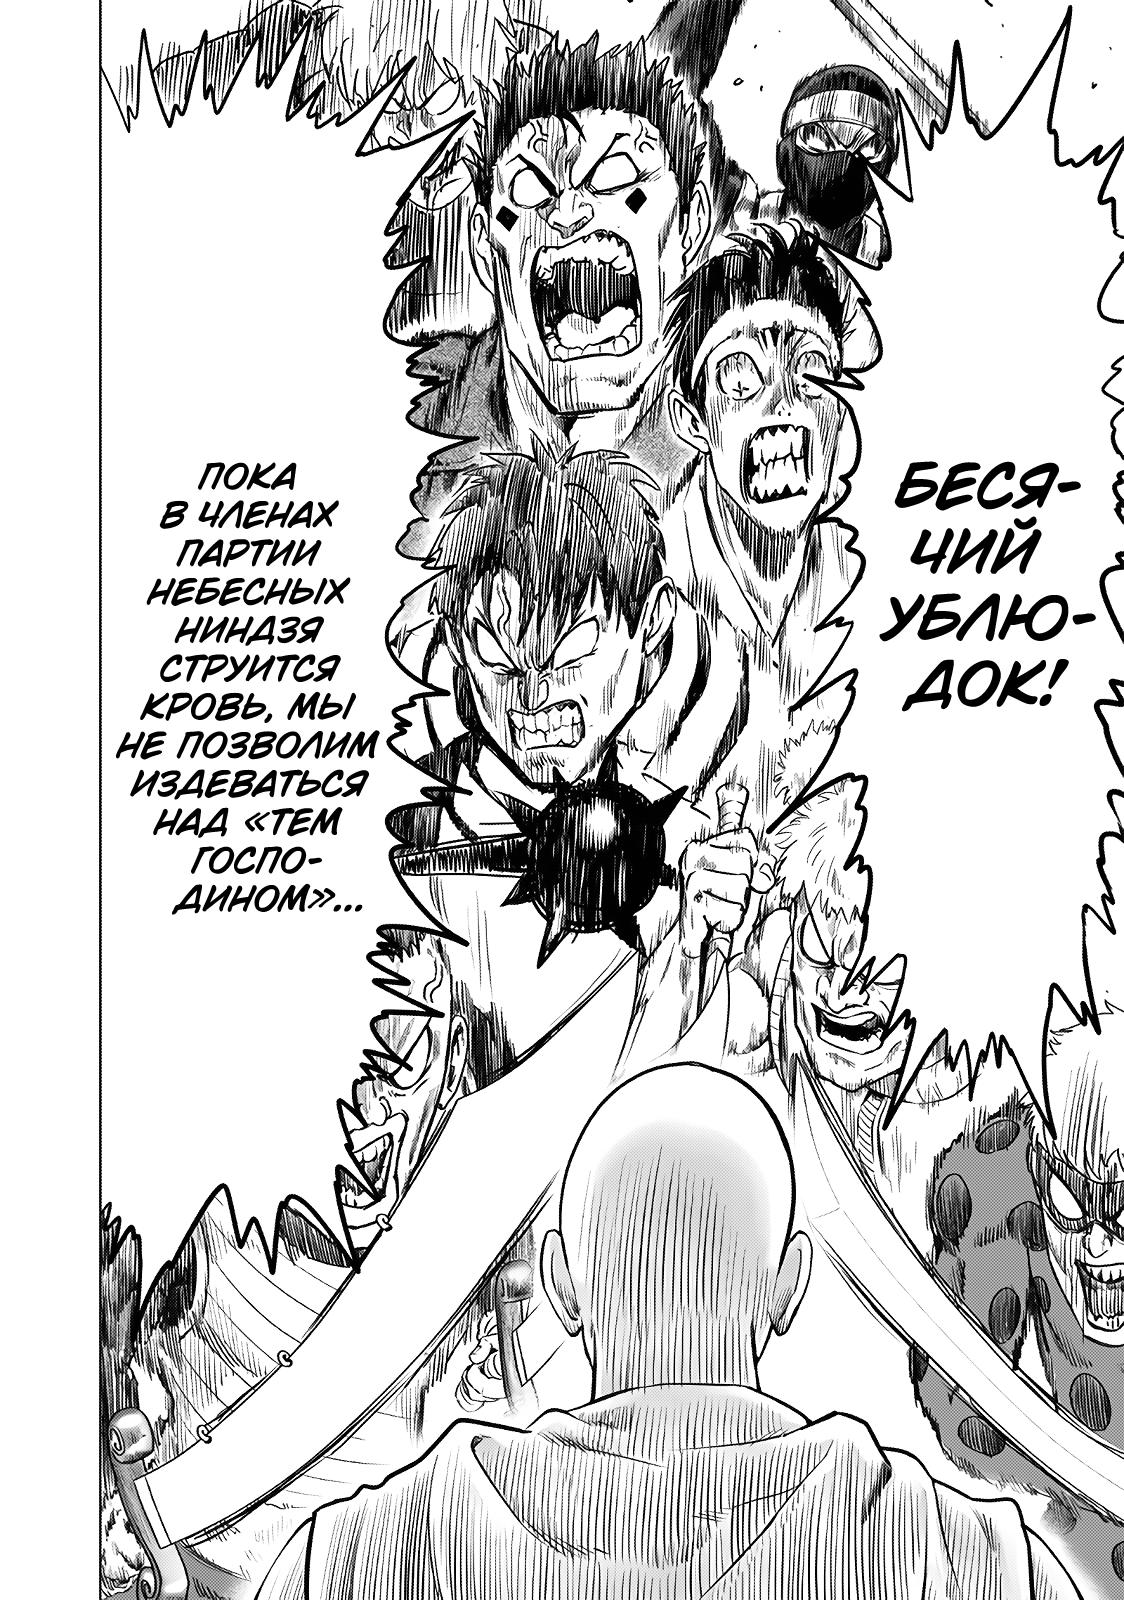 БЕСЯ-
ЧИЙ
УБЛЮ-
ДОК!
ПОКА
В ЧЛЕНАХ
ПАРТИИ
НЕБЕСНЫХ
НИНДЗЯ
СТРУИТСЯ
КРОВЬ, МЫ
НЕ ПОЗВОЛИМ
ИЗДЕВАТЬСЯ
НАД «ТЕМ
ГОСПО-
ДИНОМ»...